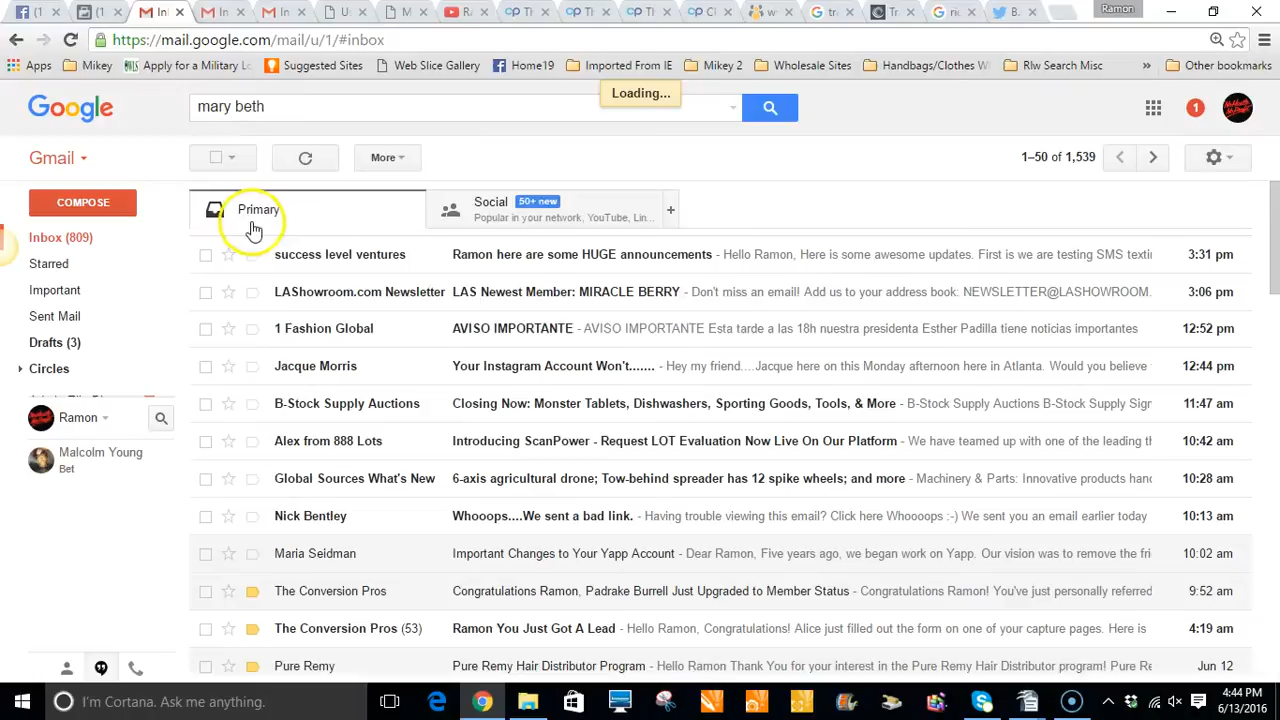 Ramon
https://mail.google.com/mail/u/1/#inbox
Apps Mikey Apply for a Military Lo Suggested Sites Web Slice Gallery Home19 Imported From IE Mikey 2 Wholesale Sites Handbags/Clothes W Rlw Search Misc » Other bookmarks
Loading...
Google mary beth 1
Gmail More 1–50 of 1,539
COMPOSE
Inbox (809)
Starred
Important
Sent Mail
Drafts (3)
Circles
Ramon
Malcolm Young
Bet
Primary
Social 50+ new
Popular in your network, YouTube, Lin...
+
success level ventures Ramon here are some HUGE announcements - Hello Ramon, Here is some awesome updates. First is we are testing SMS textin 3:31 pm
LAShowroom.com Newsletter LAS Newest Member: MIRACLE BERRY - Don't miss an email! Add us to your address book: NEWSLETTER@LASHOWROOM. 3:06 pm
1 Fashion Global AVISO IMPORTANTE - AVISO IMPORTANTE Esta tarde a las 18h nuestra presidenta Esther Padilla tiene noticias importantes 12:52 pm
Jacque Morris Your Instagram Account Won't....... - Hey my friend....Jacque here on this Monday afternoon here in Atlanta. Would you believe 12:44 pm
B-Stock Supply Auctions Closing Now: Monster Tablets, Dishwashers, Sporting Goods, Tools, & More - B-Stock Supply Auctions B-Stock Supply Sign 11:47 am
Alex from 888 Lots Introducing ScanPower - Request LOT Evaluation Now Live On Our Platform - We have teamed up with one of the leading th 10:42 am
Global Sources What's New 6-axis agricultural drone; Tow-behind spreader has 12 spike wheels; and more - Machinery & Parts: Innovative products hand 10:28 am
Nick Bentley Whooops....We sent a bad link. - Having trouble viewing this email? Click here Whoooops :-) We sent you an email earlier today 10:13 am
Maria Seidman Important Changes to Your Yapp Account - Dear Ramon, Five years ago, we began work on Yapp. Our vision was to remove the fri 10:02 am
The Conversion Pros Congratulations Ramon, Padrake Burrell Just Upgraded to Member Status - Congratulations Ramon! You've just personally referred 9:52 am
The Conversion Pros (53) Ramon You Just Got A Lead - Hello Ramon, Congratulations! Alice just filled out the form on one of your capture pages. Here is 4:19 am
Pure Remy Pure Remy Hair Distributor Program - Hello Ramon Thank You for your interest in the Pure Remy Hair Distributor program! Pure Re Jun 12
I'm Cortana. Ask me anything.
4:44 PM
6/13/2016